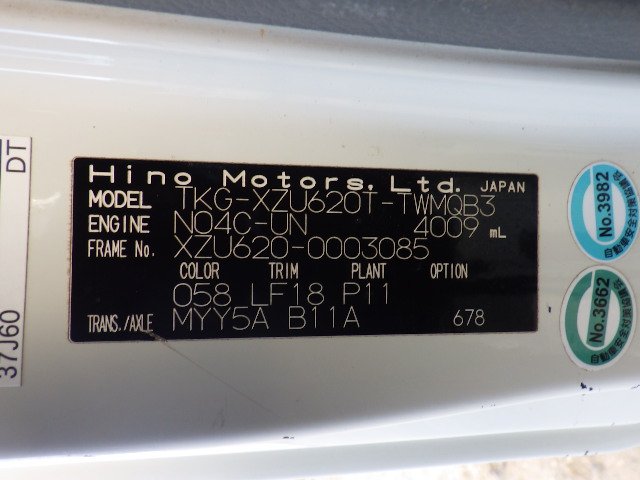 Hino Motors, Ltd. JAPAN
MODEL TKG-XZU620T-TWMQB3
ENGINE N04C-UN 4009 mL
FRAME No. XZU620-0003085
COLOR TRIM PLANT OPTION
058 LF18 P11
TRANS./AXLE MYY5A B11A 678
DT
37J60
No.3982
No.3662